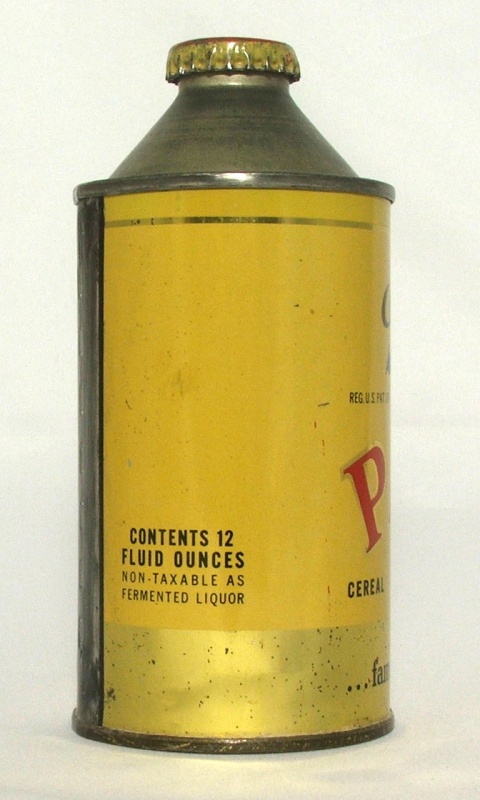 REG. U.S. PAT
P
CEREAL
CONTENTS 12
FLUID OUNCES
NON-TAXABLE AS
FERMENTED LIQUOR
...fam